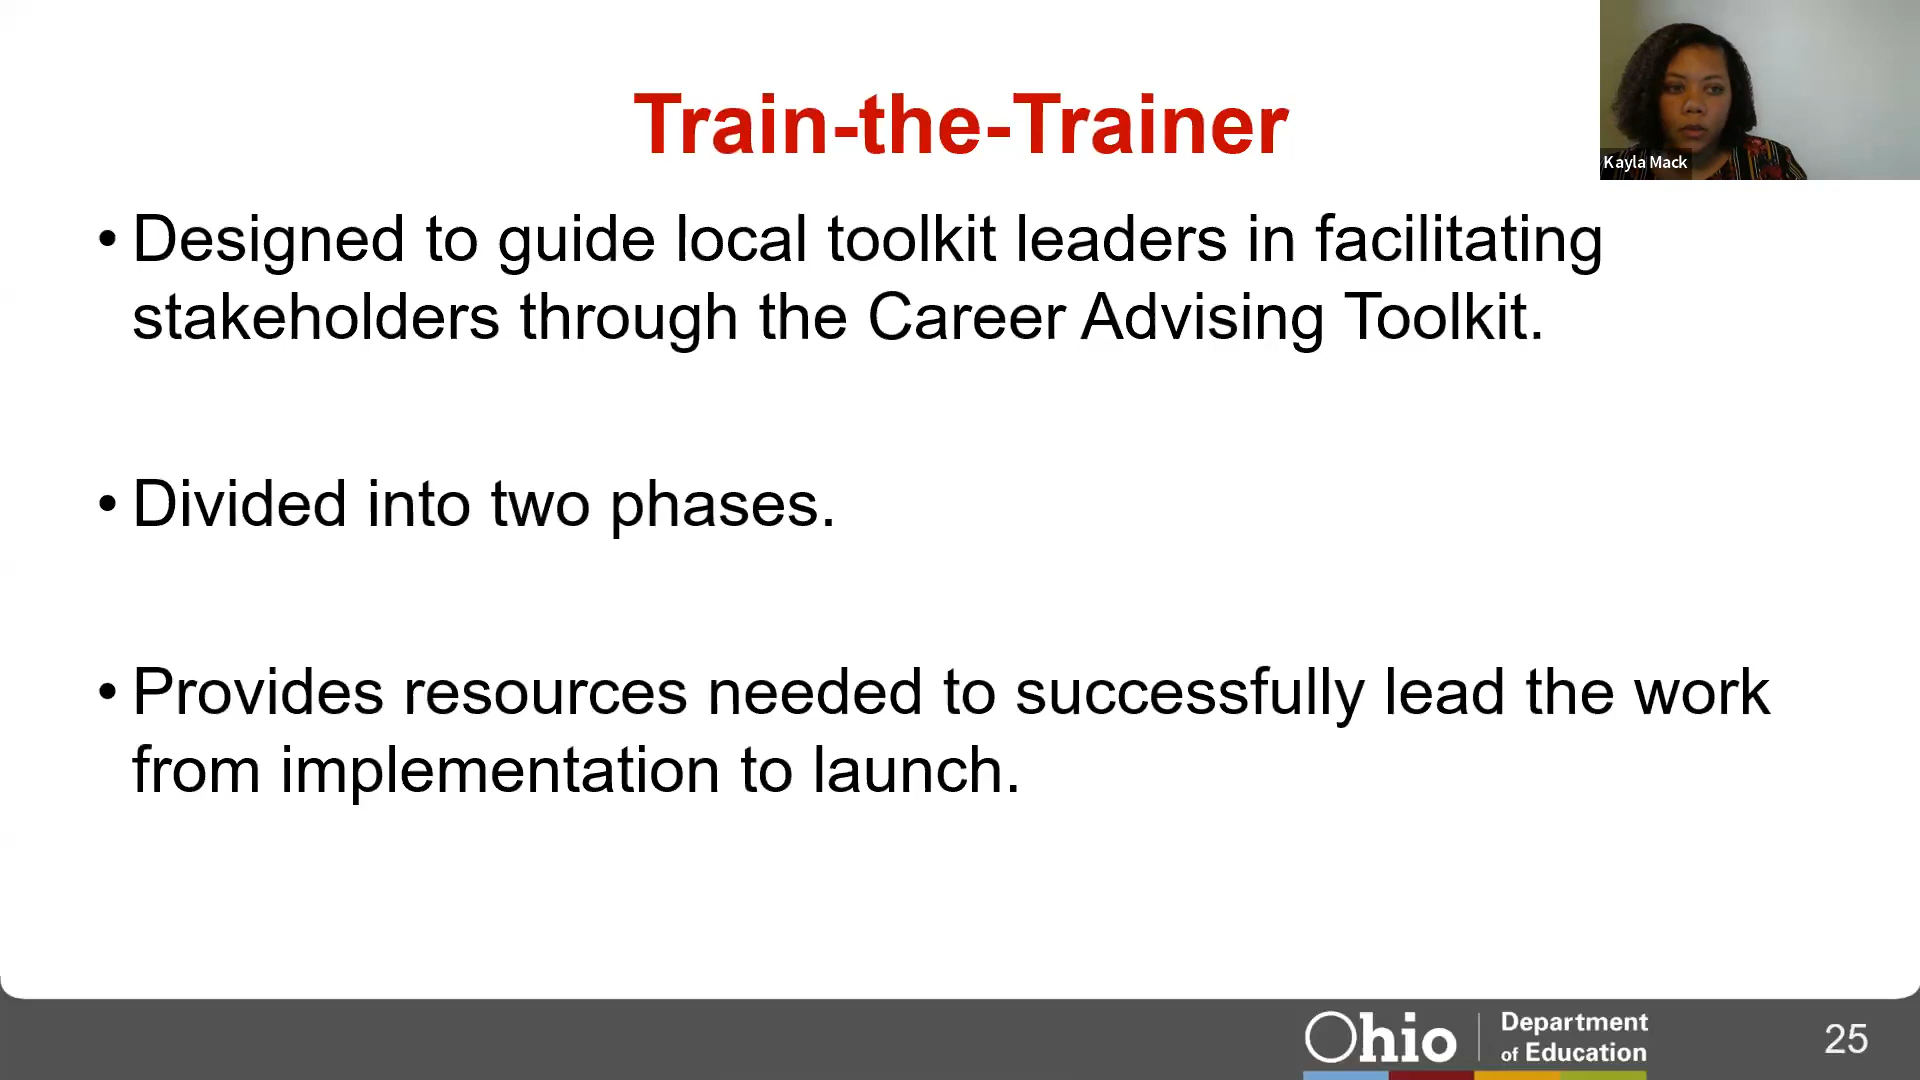 Train-the-Trainer
Kayla Mack
• Designed to guide local toolkit leaders in facilitating
stakeholders through the Career Advising Toolkit.
• Divided into two phases.
• Provides resources needed to successfully lead the work
from implementation to launch.
Ohio
Department
of Education
25